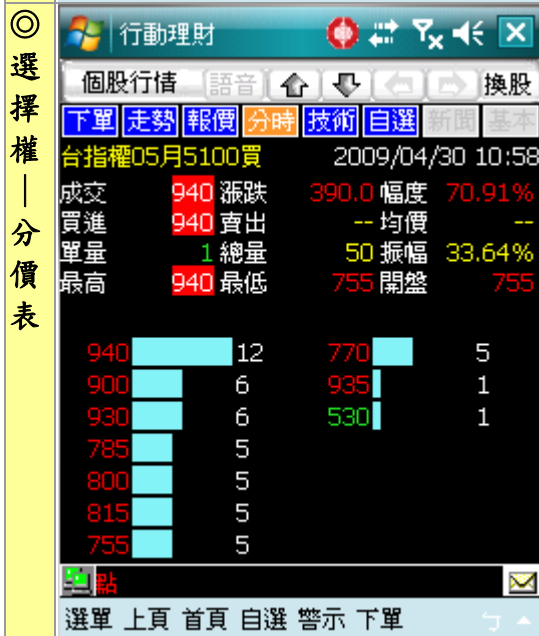 ◎選擇權｜分價表
行動理財
個股行情 語音 換股
下單 走勢 報價 分時 技術 自選 新聞 基本
台指權05月5100買 2009/04/30 10:58
成交 940 漲跌 390.0 幅度 70.91%
買進 940 賣出 -- 均價 --
單量 1 總量 50 振幅 33.64%
最高 940 最低 755 開盤 755
940 12 770 5
900 6 935 1
930 6 530 1
785 5
800 5
815 5
755 5
點
選單 上頁 首頁 自選 警示 下單